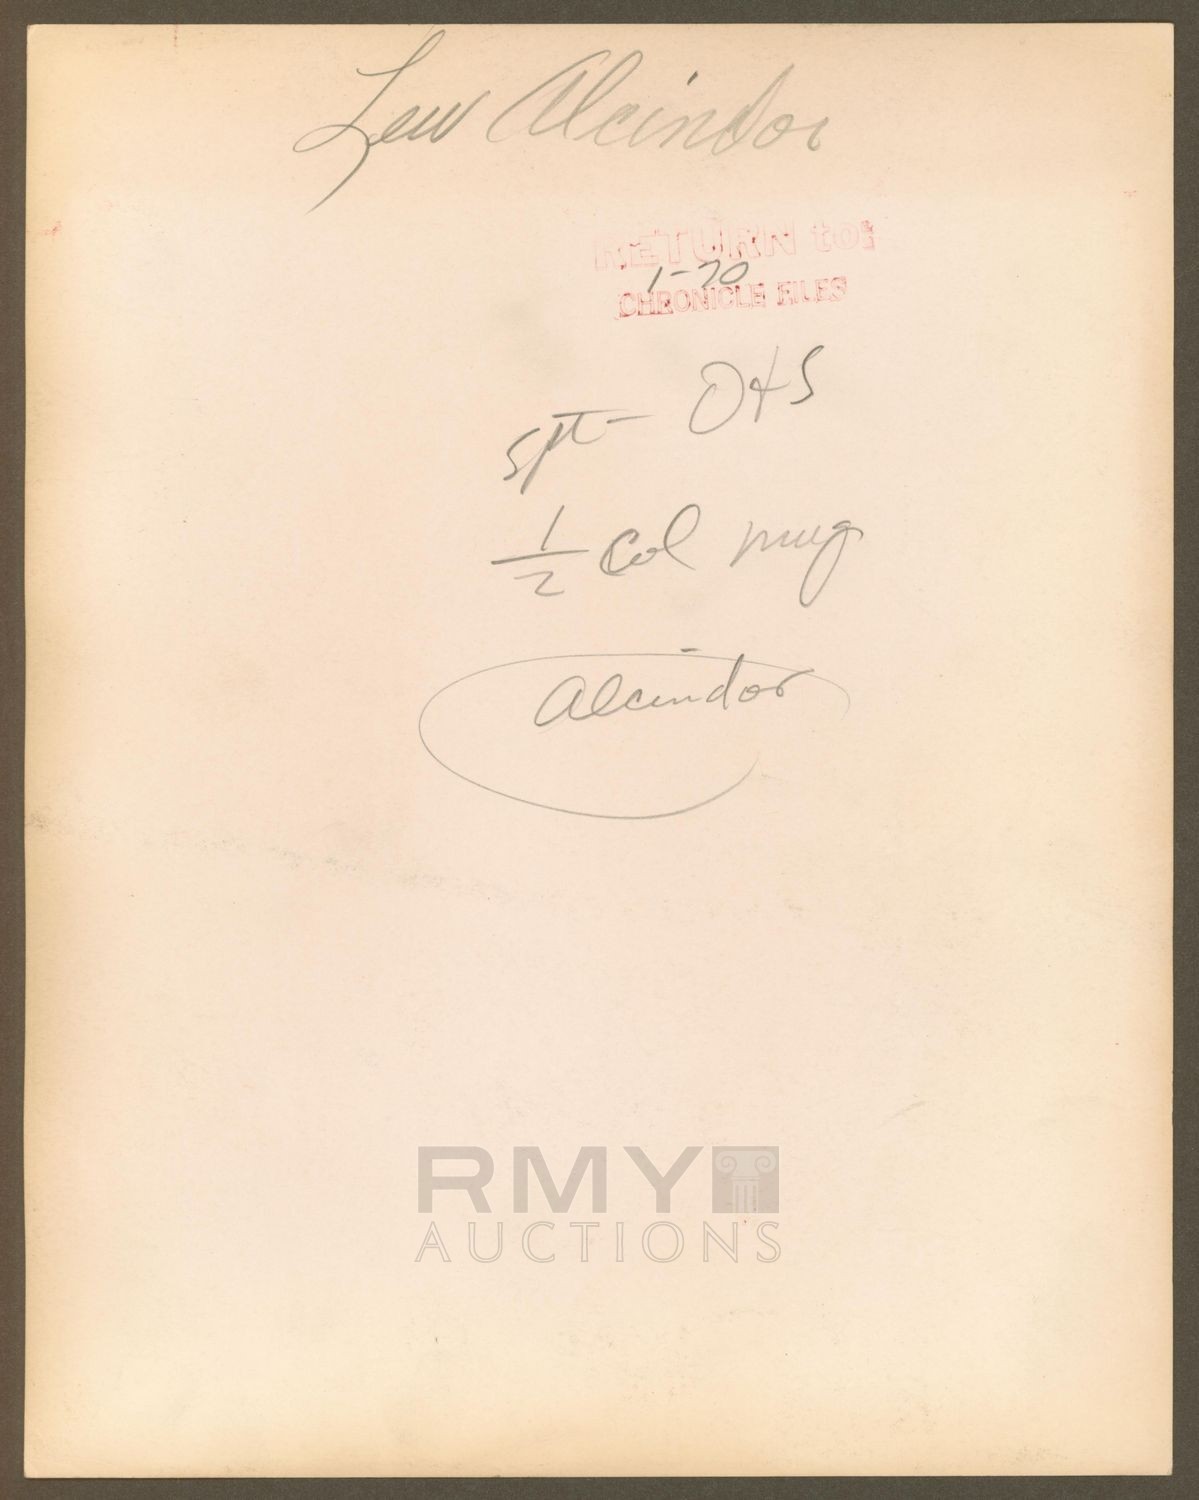 Lew Alcindor
RETURN to:
1-70
CHRONICLE FILES
spt- O+S
1/2 Col mug
Alcindor
RMY
AUCTIONS